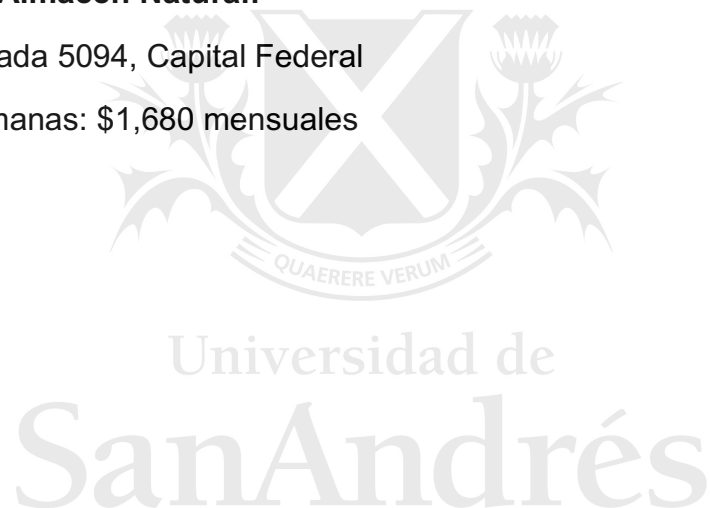 Almacén Natural:
ada 5094, Capital Federal
nanas: $1,680 mensuales
QUAERERE VERUM
Universidad de
SanAndrés